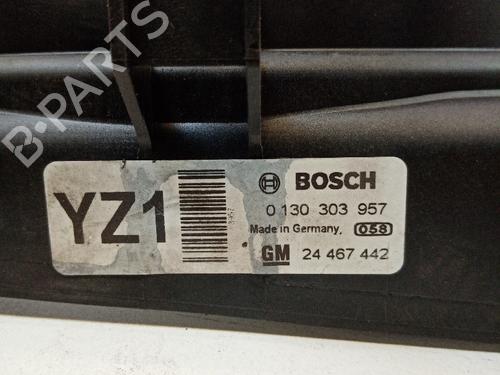 B-PARTS
YZ1
BOSCH
0 130 303 957
Made in Germany, 058
GM 24 467 442